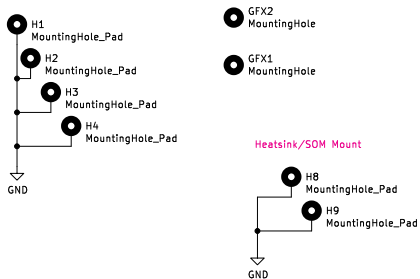 H1
MountingHole_Pad
H2
MountingHole_Pad
H3
MountingHole_Pad
H4
MountingHole_Pad
GND
GFX2
MountingHole
GFX1
MountingHole
Heatsink/SOM Mount
H8
MountingHole_Pad
H9
MountingHole_Pad
GND